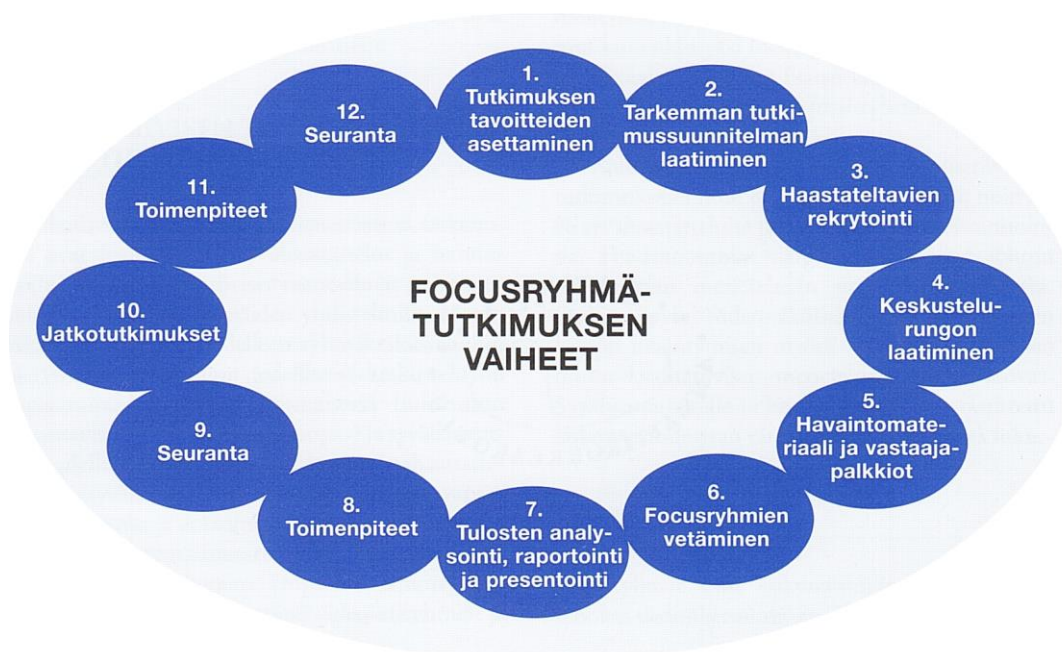 FOCUSRYHMÄ-
TUTKIMUKSEN
VAIHEET
1.
Tutkimuksen
tavoitteiden
asettaminen
2.
Tarkemman tutki-
mussuunnitelman
laatiminen
3.
Haastateltavien
rekrytointi
4.
Keskustelu-
rungon
laatiminen
5.
Havaintomate-
riaali ja vastaaja-
palkkiot
6.
Focusryhmien
vetäminen
7.
Tulosten analy-
sointi, raportointi
ja presentointi
8.
Toimenpiteet
9.
Seuranta
10.
Jatkotutkimukset
11.
Toimenpiteet
12.
Seuranta